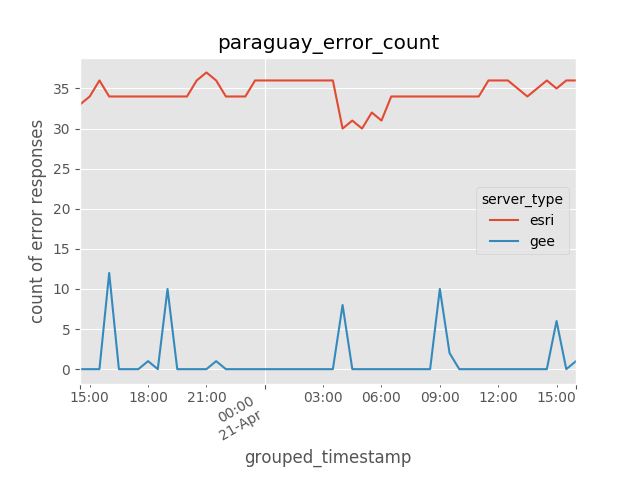 paraguay_error_count
count of error responses
35
30
25
20
15
10
5
0
server_type
esri
gee
15:00 18:00 21:00 00:00 03:00 06:00 09:00 12:00 15:00
21-Apr
grouped_timestamp